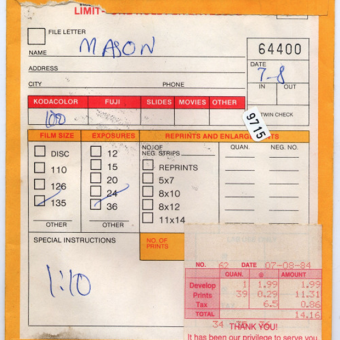 LIMIT
FILE LETTER
NAME MASON
64400
ADDRESS
DATE
7-8
CITY PHONE
IN OUT
KODACOLOR FUJI SLIDES MOVIES OTHER
100
TWIN CHECK
9715
FILM SIZE EXPOSURES REPRINTS AND ENLARGEMENTS
DISC 12 NO. OF NEG. STRIPS QUAN. NEG. NO.
110 15 REPRINTS
126 20 5x7
135 24 8x10
36 8x12
11x14
OTHER OTHER
SPECIAL INSTRUCTIONS NO. OF PRINTS
1:10
NO. 62 DATE 07-08-84
QUAN. @ AMOUNT
Develop 1 1.99 1.99
Prints 39 0.29 11.31
Tax 6.5 0.86
TOTAL 14.16
34
THANK YOU!
It has been our privilege to serve you